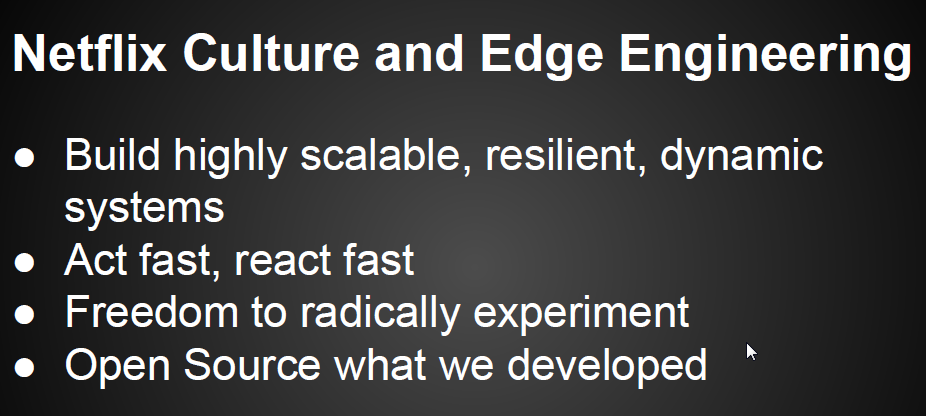 Netflix Culture and Edge Engineering
● Build highly scalable, resilient, dynamic
systems
● Act fast, react fast
● Freedom to radically experiment
● Open Source what we developed